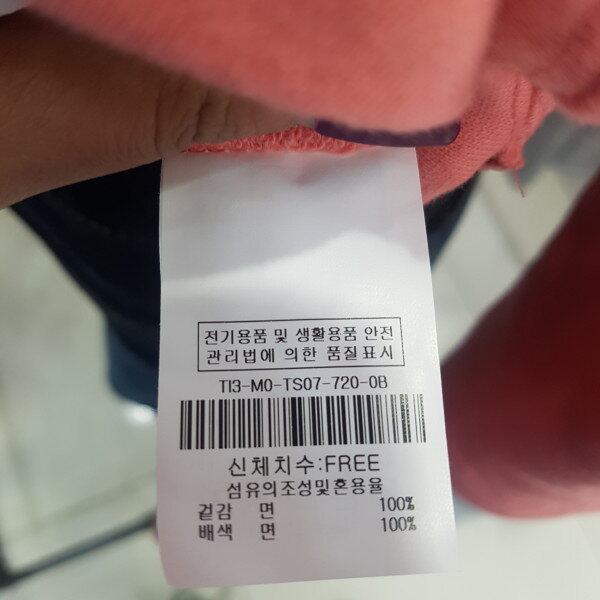 전기용품 및 생활용품 안전
관리법에 의한 품질표시
TI3-M0-TS07-720-0B
신체치수:FREE
섬유의조성및혼용율
겉감 면 100%
배색 면 100%